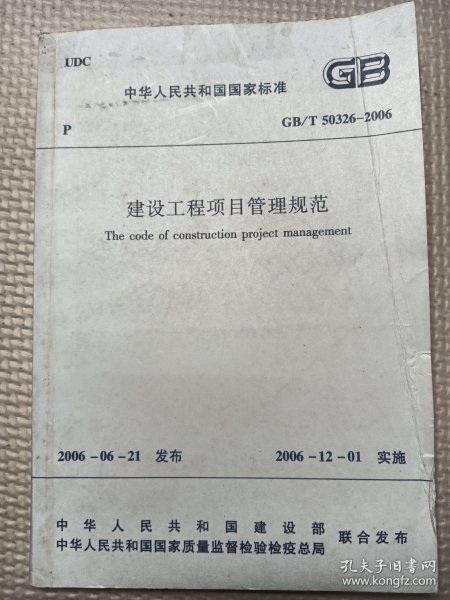 UDC
中华人民共和国国家标准
GB
P
GB/T 50326-2006
建设工程项目管理规范
The code of construction project management
2006-06-21 发布
2006-12-01 实施
中华人民共和国建设部
中华人民共和国国家质量监督检验检疫总局
联合发布
孔夫子旧书网
www.kongfz.com